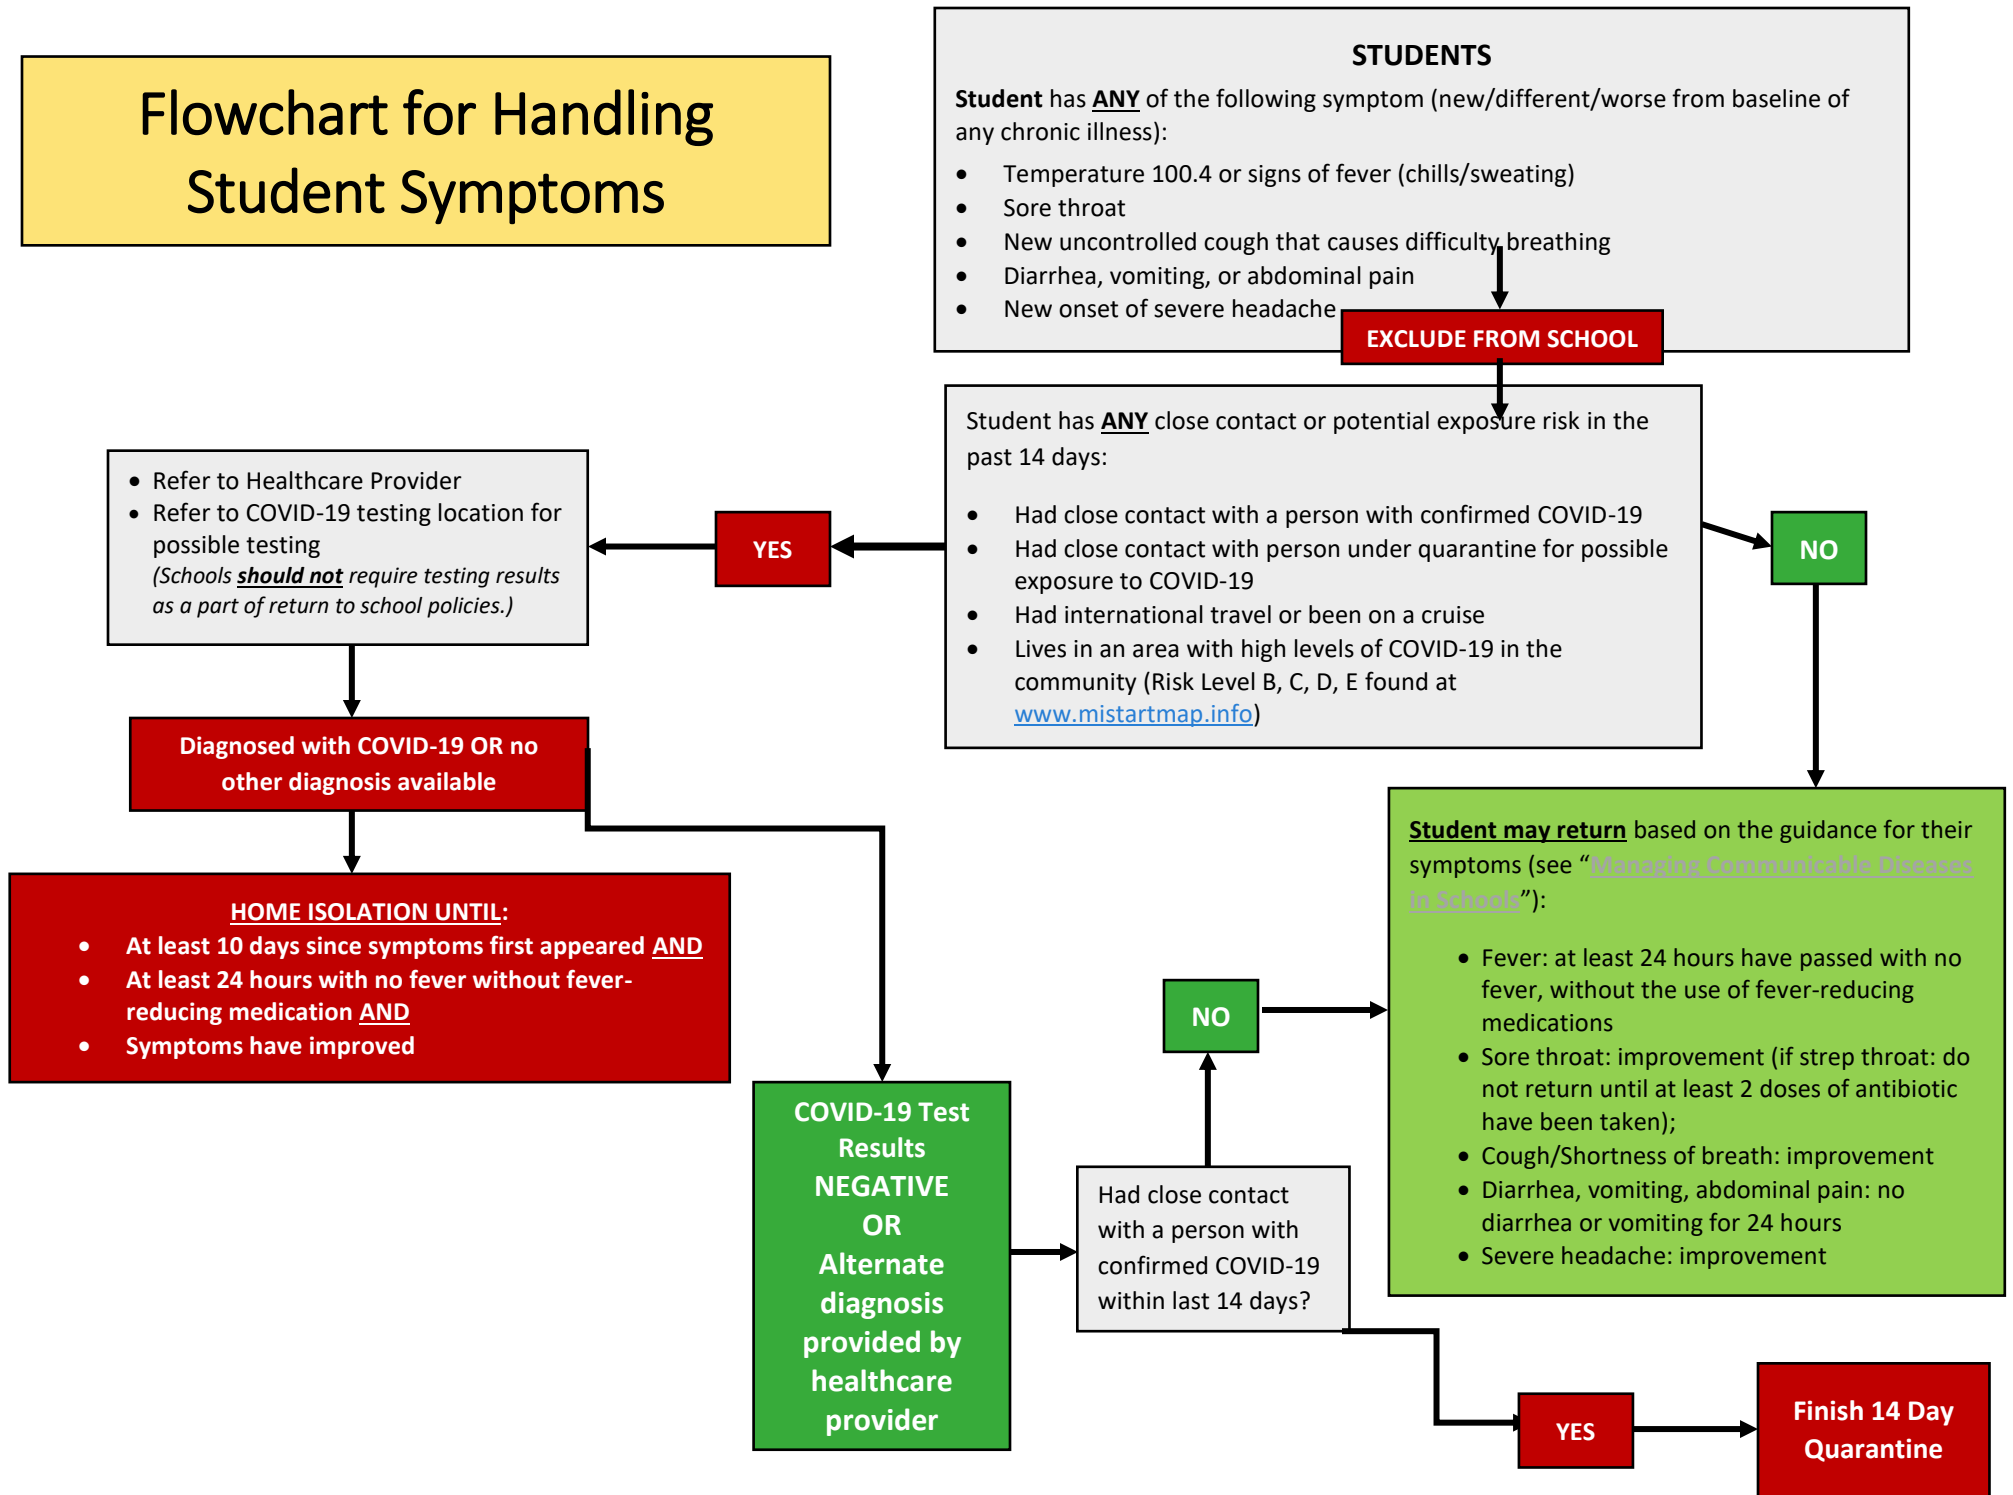 Flowchart for Handling
Student Symptoms
STUDENTS
Student has ANY of the following symptom (new/different/worse from baseline of
any chronic illness):
• Temperature 100.4 or signs of fever (chills/sweating)
• Sore throat
• New uncontrolled cough that causes difficulty breathing
• Diarrhea, vomiting, or abdominal pain
• New onset of severe headache
EXCLUDE FROM SCHOOL
Student has ANY close contact or potential exposure risk in the
past 14 days:
• Had close contact with a person with confirmed COVID-19
• Had close contact with person under quarantine for possible
exposure to COVID-19
• Had international travel or been on a cruise
• Lives in an area with high levels of COVID-19 in the
community (Risk Level B, C, D, E found at
www.mistartmap.info)
YES
NO
• Refer to Healthcare Provider
• Refer to COVID-19 testing location for
possible testing
(Schools should not require testing results
as a part of return to school policies.)
Diagnosed with COVID-19 OR no
other diagnosis available
HOME ISOLATION UNTIL:
• At least 10 days since symptoms first appeared AND
• At least 24 hours with no fever without fever-
reducing medication AND
• Symptoms have improved
COVID-19 Test
Results
NEGATIVE
OR
Alternate
diagnosis
provided by
healthcare
provider
Had close contact
with a person with
confirmed COVID-19
within last 14 days?
NO
Student may return based on the guidance for their
symptoms (see “Managing Communicable Diseases
in Schools”):
• Fever: at least 24 hours have passed with no
fever, without the use of fever-reducing
medications
• Sore throat: improvement (if strep throat: do
not return until at least 2 doses of antibiotic
have been taken);
• Cough/Shortness of breath: improvement
• Diarrhea, vomiting, abdominal pain: no
diarrhea or vomiting for 24 hours
• Severe headache: improvement
YES
Finish 14 Day
Quarantine